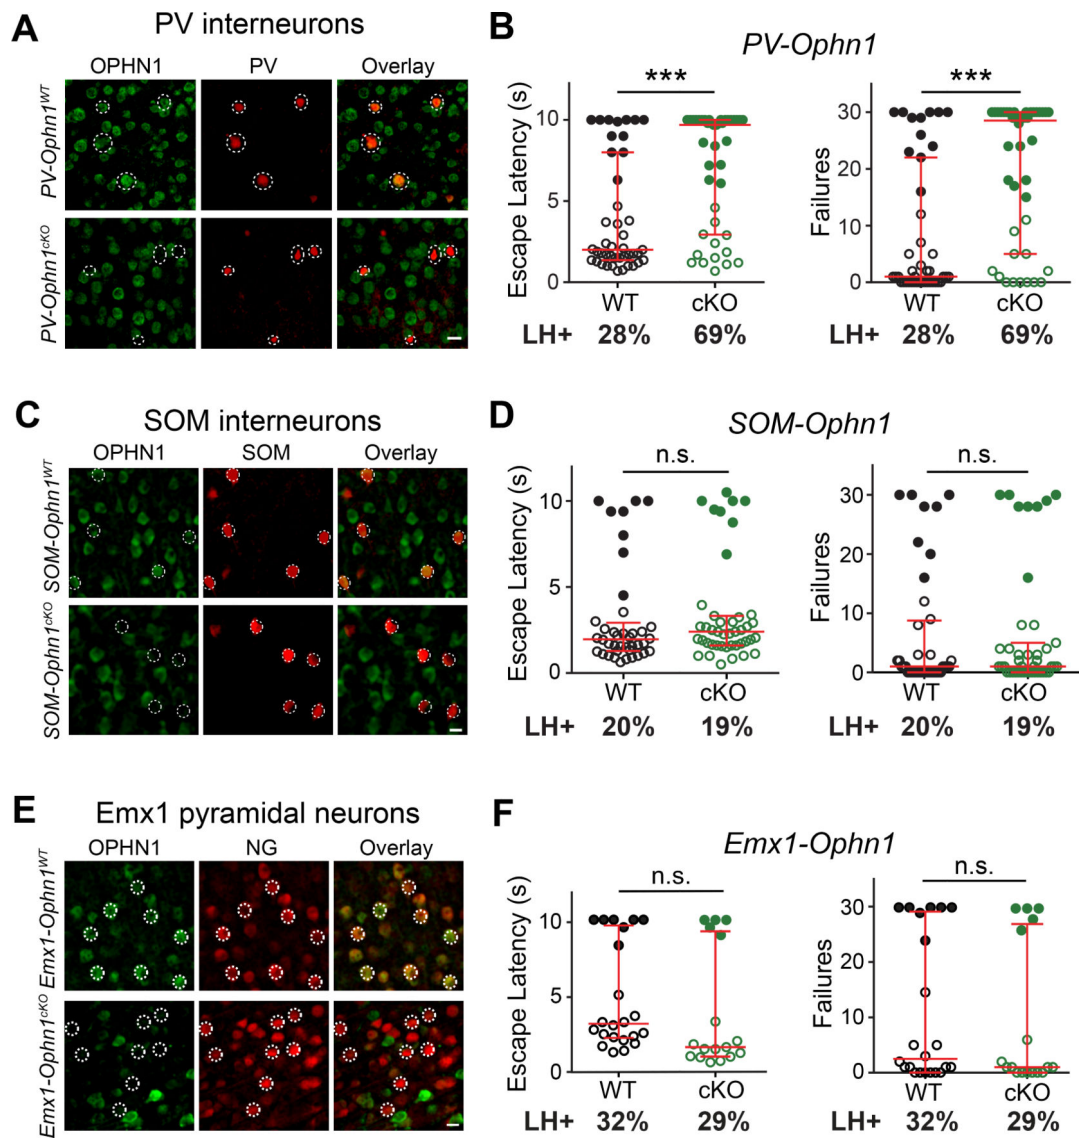 A
PV interneurons
OPHN1 PV Overlay
PV-Ophn1WT
PV-Ophn1cKO
B
PV-Ophn1
Escape Latency (s)
***
10
5
0
WT cKO
LH+ 28% 69%
Failures
***
30
20
10
0
WT cKO
28% 69%
C
SOM interneurons
OPHN1 SOM Overlay
SOM-Ophn1WT
SOM-Ophn1cKO
D
SOM-Ophn1
Escape Latency (s)
n.s.
10
5
0
WT cKO
LH+ 20% 19%
Failures
n.s.
30
20
10
0
WT cKO
LH+ 20% 19%
E
Emx1 pyramidal neurons
OPHN1 NG Overlay
Emx1-Ophn1WT
Emx1-Ophn1cKO
F
Emx1-Ophn1
Escape Latency (s)
n.s.
10
5
0
WT cKO
LH+ 32% 29%
Failures
n.s.
30
20
10
0
WT cKO
LH+ 32% 29%